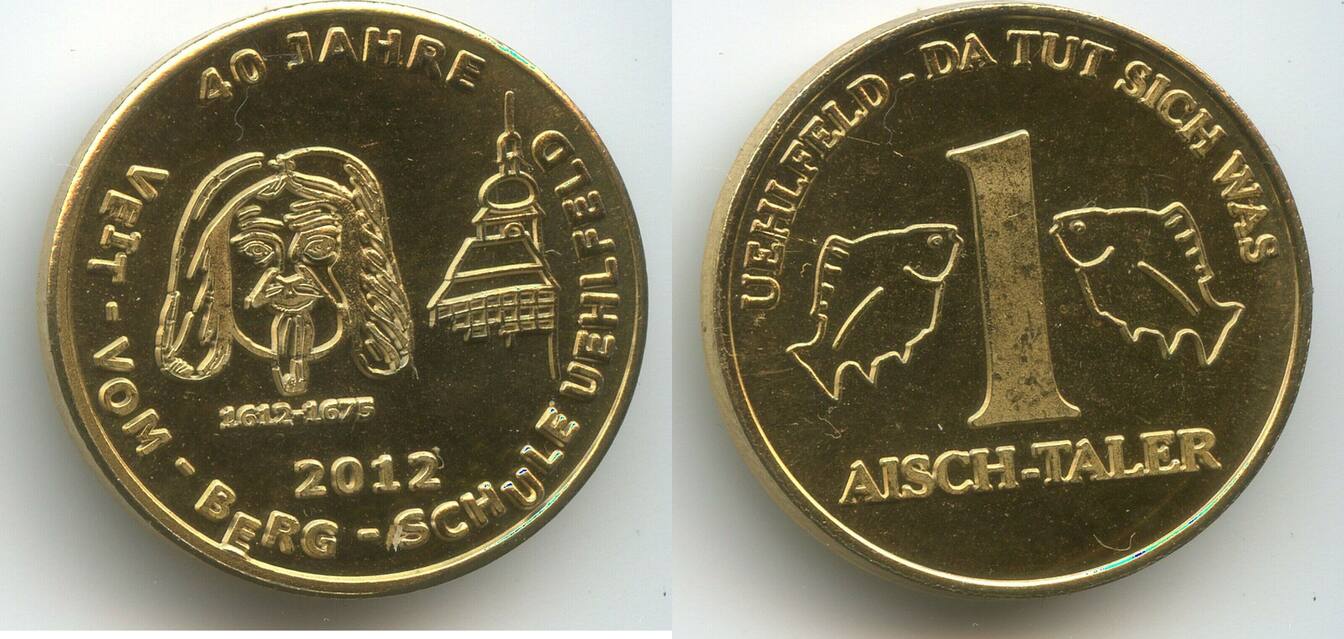 40 JAHRE
VEIT - VOM - BERG - SCHULE UEHLFELD
1612-1675
2012
UEHLFELD - DA TUT SICH WAS
1
AISCH-TALER